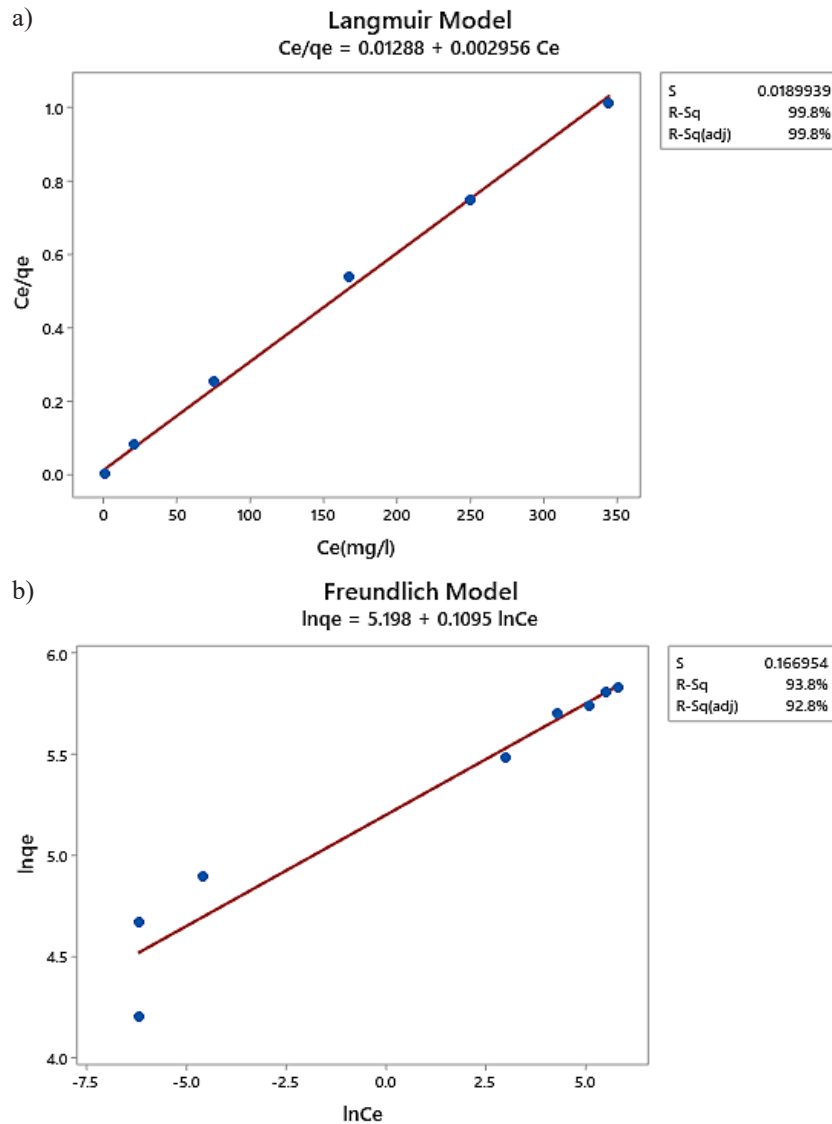 a)
Langmuir Model
Ce/qe = 0.01288 + 0.002956 Ce
S 0.0189939
R-Sq 99.8%
R-Sq(adj) 99.8%
1.0
0.8
0.6
0.4
0.2
0.0
Ce/qe
0 50 100 150 200 250 300 350
Ce(mg/l)
b)
Freundlich Model
lnqe = 5.198 + 0.1095 lnCe
S 0.166954
R-Sq 93.8%
R-Sq(adj) 92.8%
6.0
5.5
5.0
4.5
4.0
lnqe
-7.5 -5.0 -2.5 0.0 2.5 5.0
lnCe